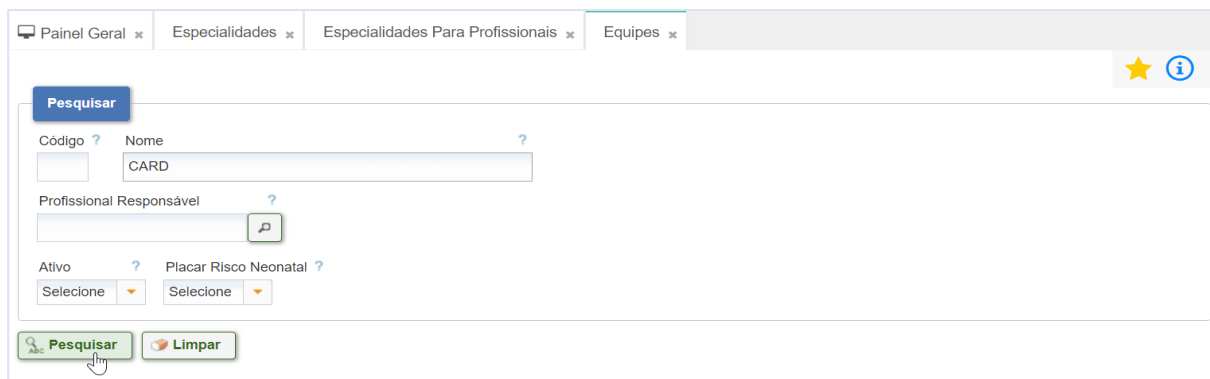 Painel Geral × Especialidades × Especialidades Para Profissionais × Equipes ×
Pesquisar
Código ? Nome ?
CARD
Profissional Responsável ?
Ativo ? Placar Risco Neonatal ?
Selecione Selecione
ABC Pesquisar Limpar